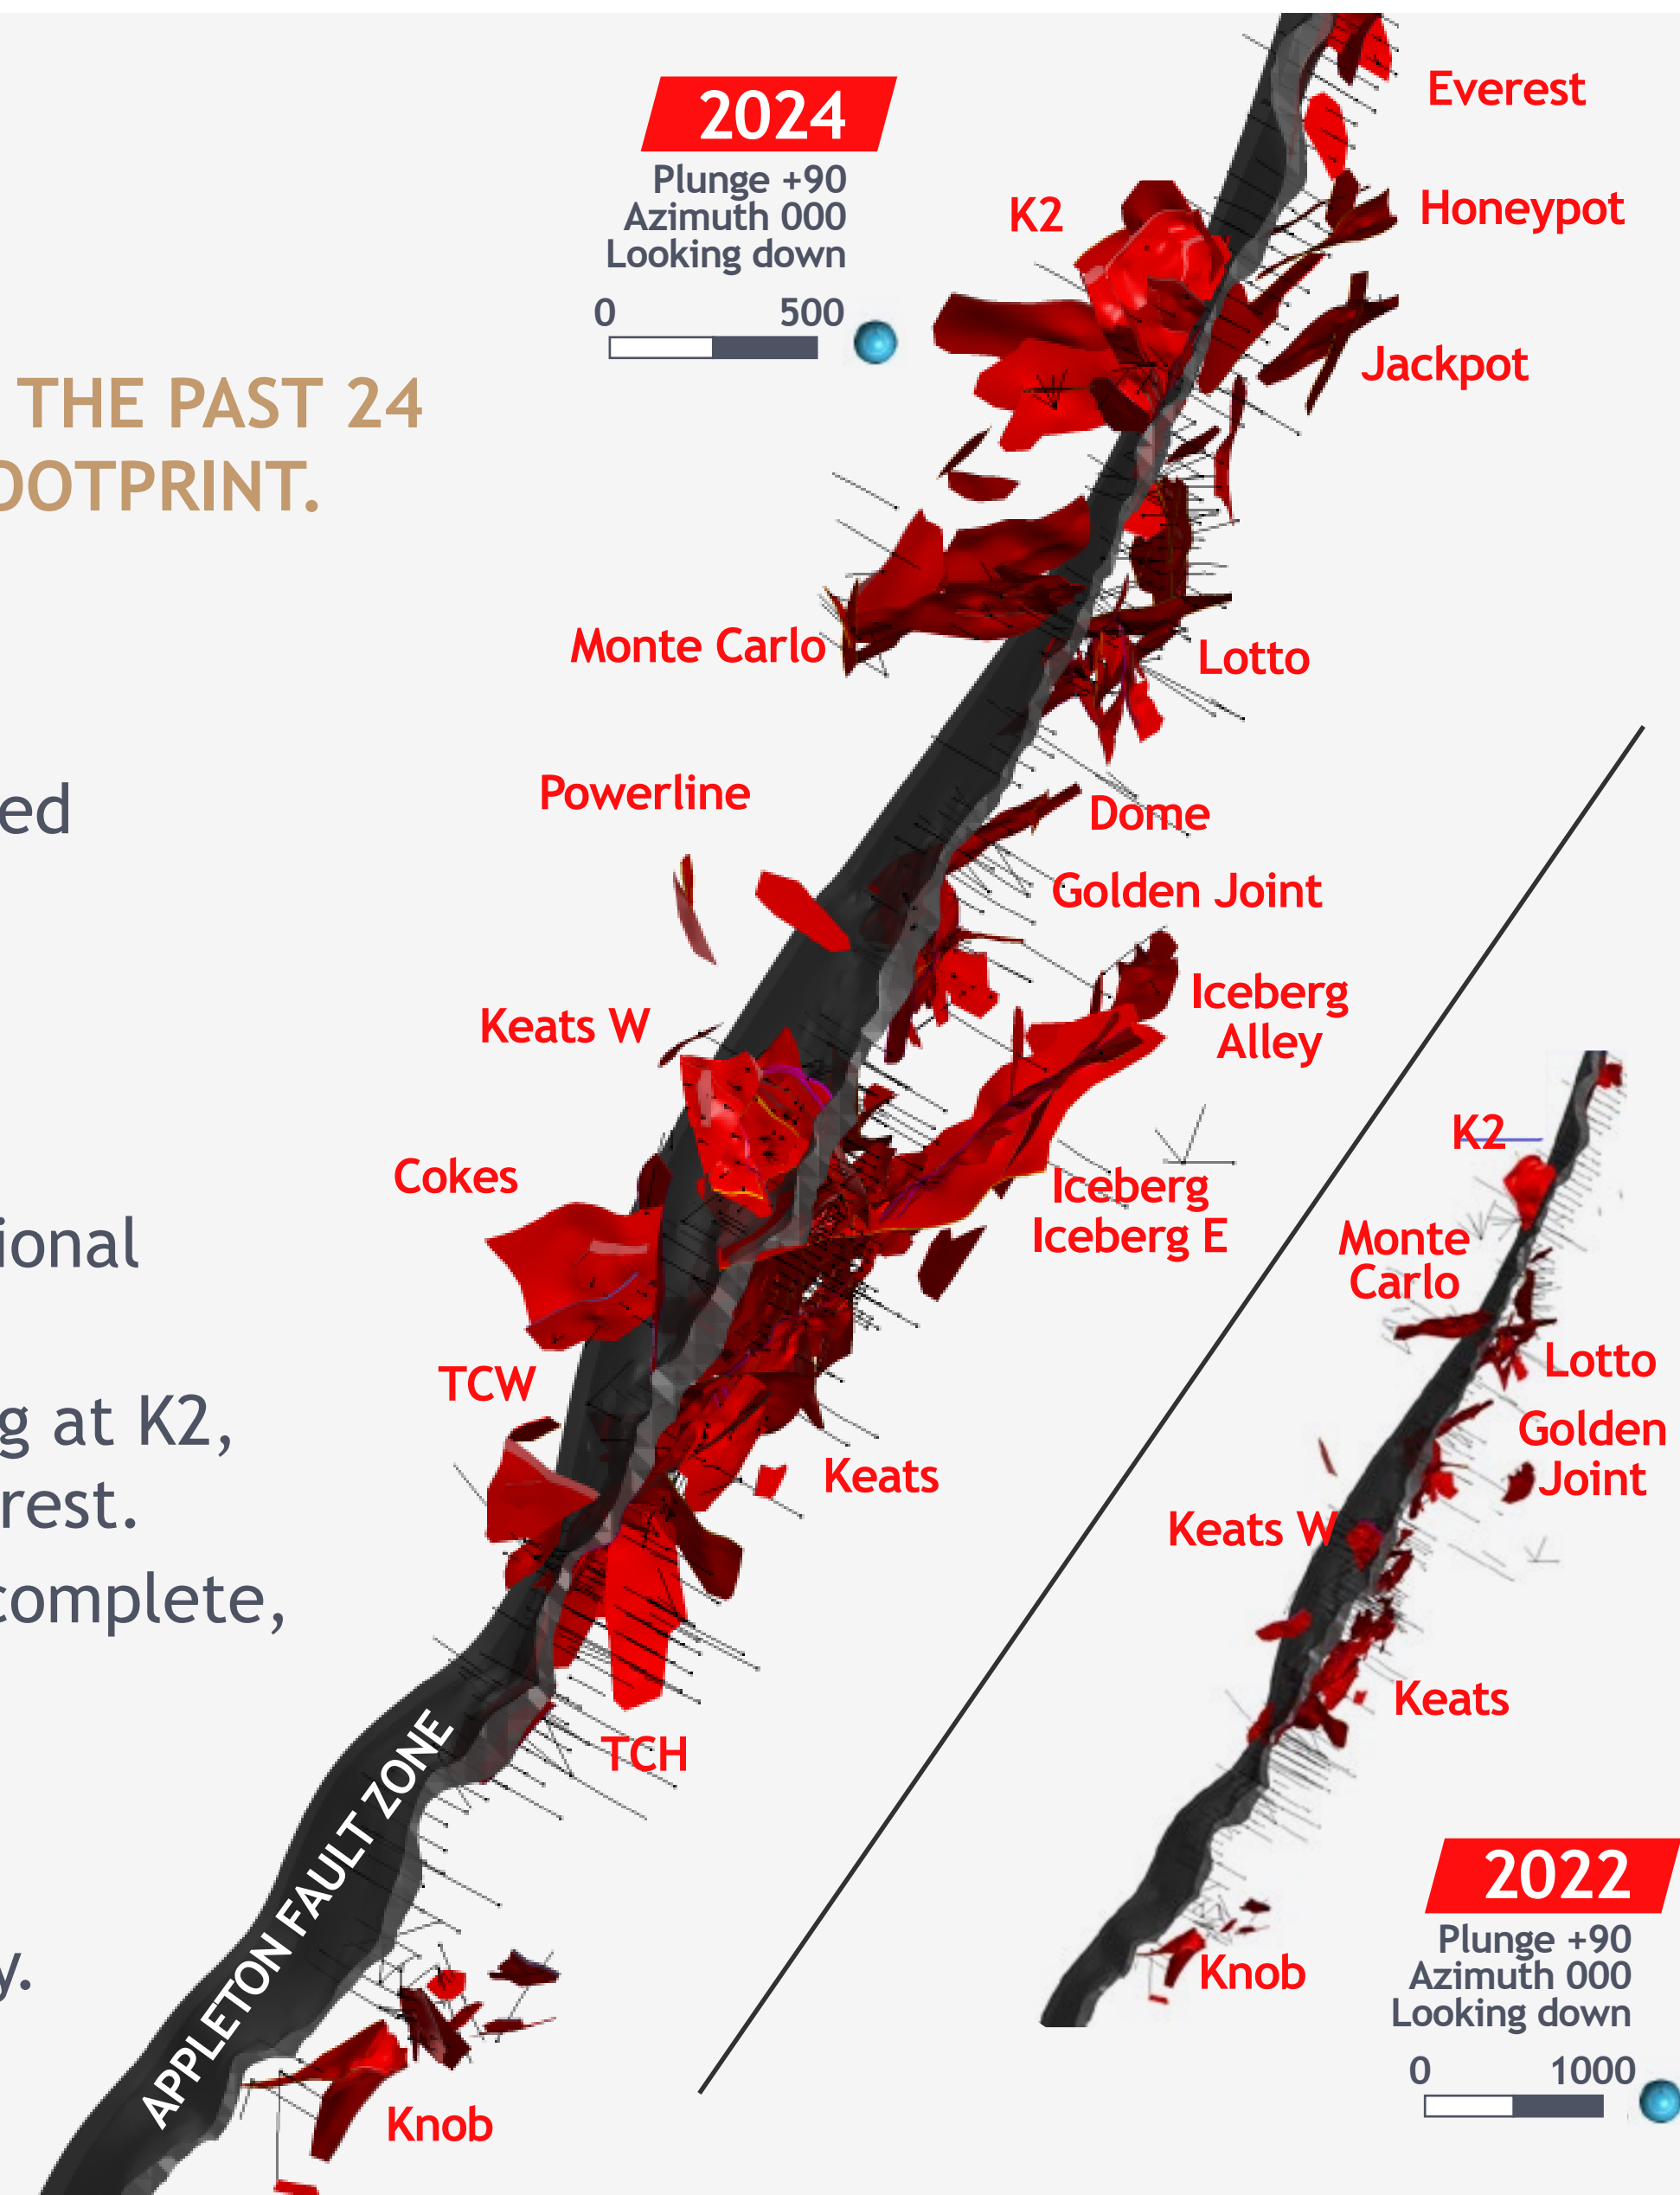 THE PAST 24
OOTPRINT.
ed
ional
g at K2,
rest.
complete,
y.
2024
Plunge +90
Azimuth 000
Looking down
0 500
Everest
K2
Honeypot
Jackpot
Monte Carlo
Lotto
Powerline
Dome
Golden Joint
Iceberg
Alley
Keats W
Cokes
Iceberg
Iceberg E
TCW
Keats
TCH
APPLETON FAULT ZONE
Knob
K2
Monte
Carlo
Lotto
Golden
Joint
Keats W
Keats
Knob
2022
Plunge +90
Azimuth 000
Looking down
0 1000